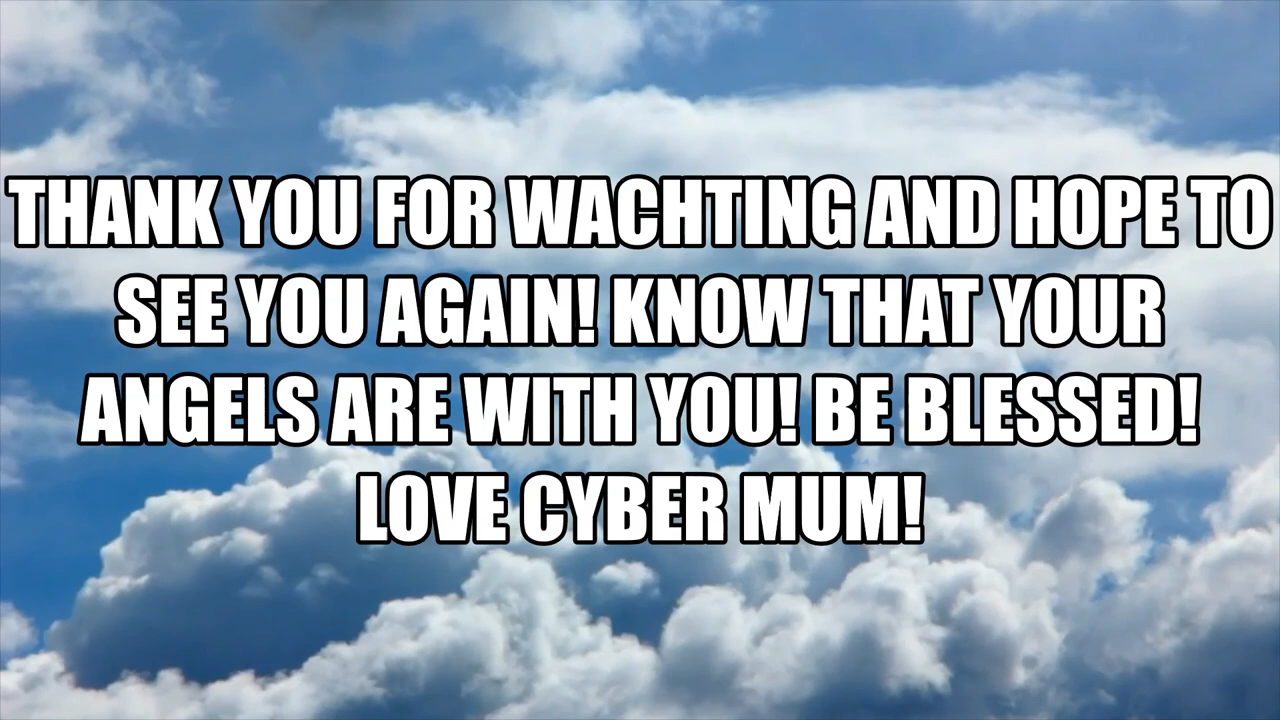 THANK YOU FOR WACHTING AND HOPE TO
SEE YOU AGAIN! KNOW THAT YOUR
ANGELS ARE WITH YOU! BE BLESSED!
LOVE CYBER MUM!